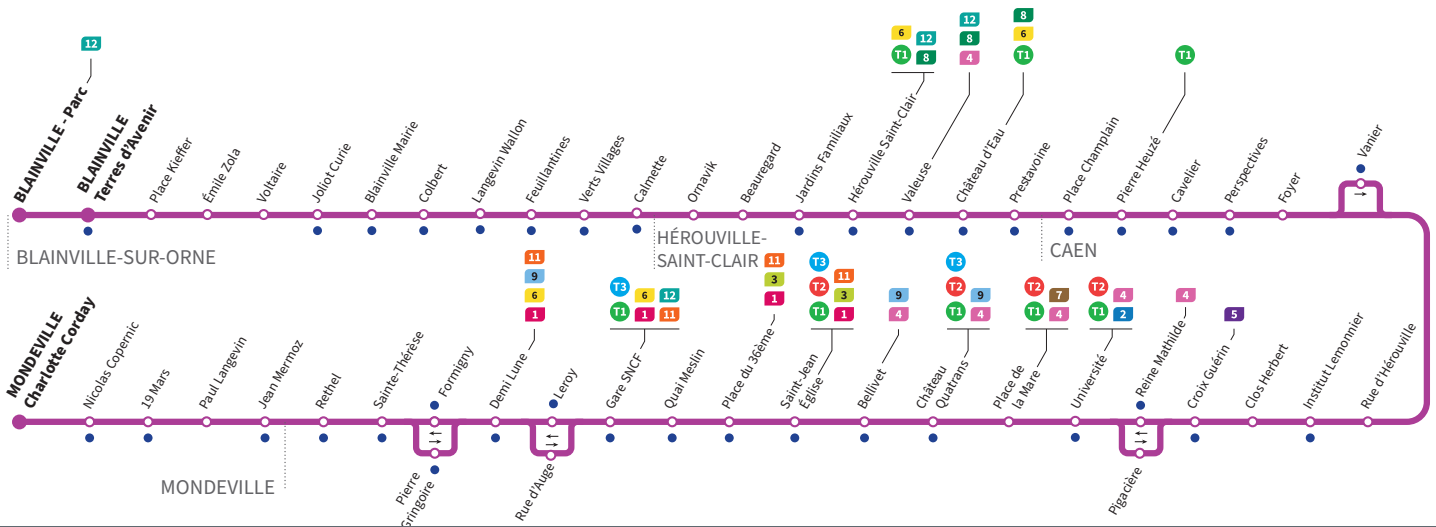 BLAINVILLE - Parc
12
BLAINVILLE
Terres d'Avenir
Place Kieffer
Émile Zola
Voltaire
Joliot Curie
Blainville Mairie
Colbert
Langevin Wallon
Feuillantines
Verts Villages
Calmette
Ornavik
Beauregard
Jardins Familiaux
Hérouville Saint-Clair
6
12
T1
8
Valeuse
12
8
4
Château d'Eau
8
6
T1
Prestavoine
Place Champlain
Pierre Heuzé
T1
Cavelier
Perspectives
Foyer
Vanier
→
BLAINVILLE-SUR-ORNE
HÉROUVILLE-
SAINT-CLAIR
CAEN
MONDEVILLE
Charlotte Corday
Nicolas Copernic
19 Mars
Paul Langevin
Jean Mermoz
Rethel
Sainte-Thérèse
Formigny
←
→
Pierre
Gringoire
Demi Lune
11
9
6
1
Leroy
←
→
Rue d'Auge
Gare SNCF
T3
6
12
T1
1
11
Quai Meslin
Place du 36ème
11
3
1
Saint-Jean
Église
T3
T2
11
3
T1
1
Bellivet
9
4
Château
Quatrans
T3
T2
9
T1
4
Place de
la Mare
T2
7
T1
4
Université
T2
4
T1
2
Reine Mathilde
4
←
→
Pigacière
Croix Guérin
5
Clos Herbert
Institut Lemonnier
Rue d'Hérouville
MONDEVILLE